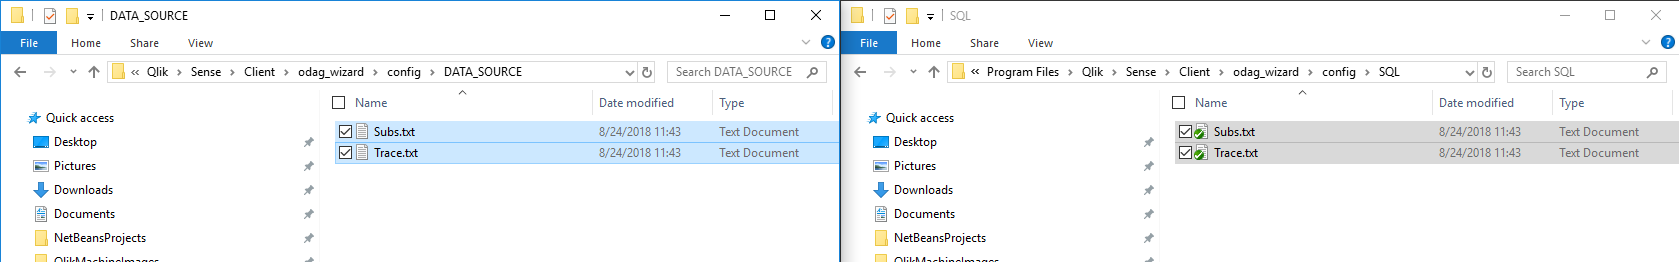 DATA_SOURCE
File Home Share View
« Qlik > Sense > Client > odag_wizard > config > DATA_SOURCE
Search DATA_SOURCE
Name Date modified Type
Quick access
Desktop
Pictures
Downloads
Documents
NetBeansProjects
QlikMachineImages
Subs.txt 8/24/2018 11:43 Text Document
Trace.txt 8/24/2018 11:43 Text Document
SQL
File Home Share View
« Program Files > Qlik > Sense > Client > odag_wizard > config > SQL
Search SQL
Name Date modified Type
Quick access
Desktop
Pictures
Downloads
Documents
NetBeansProjects
QlikMachineImages
Subs.txt 8/24/2018 11:43 Text Document
Trace.txt 8/24/2018 11:43 Text Document